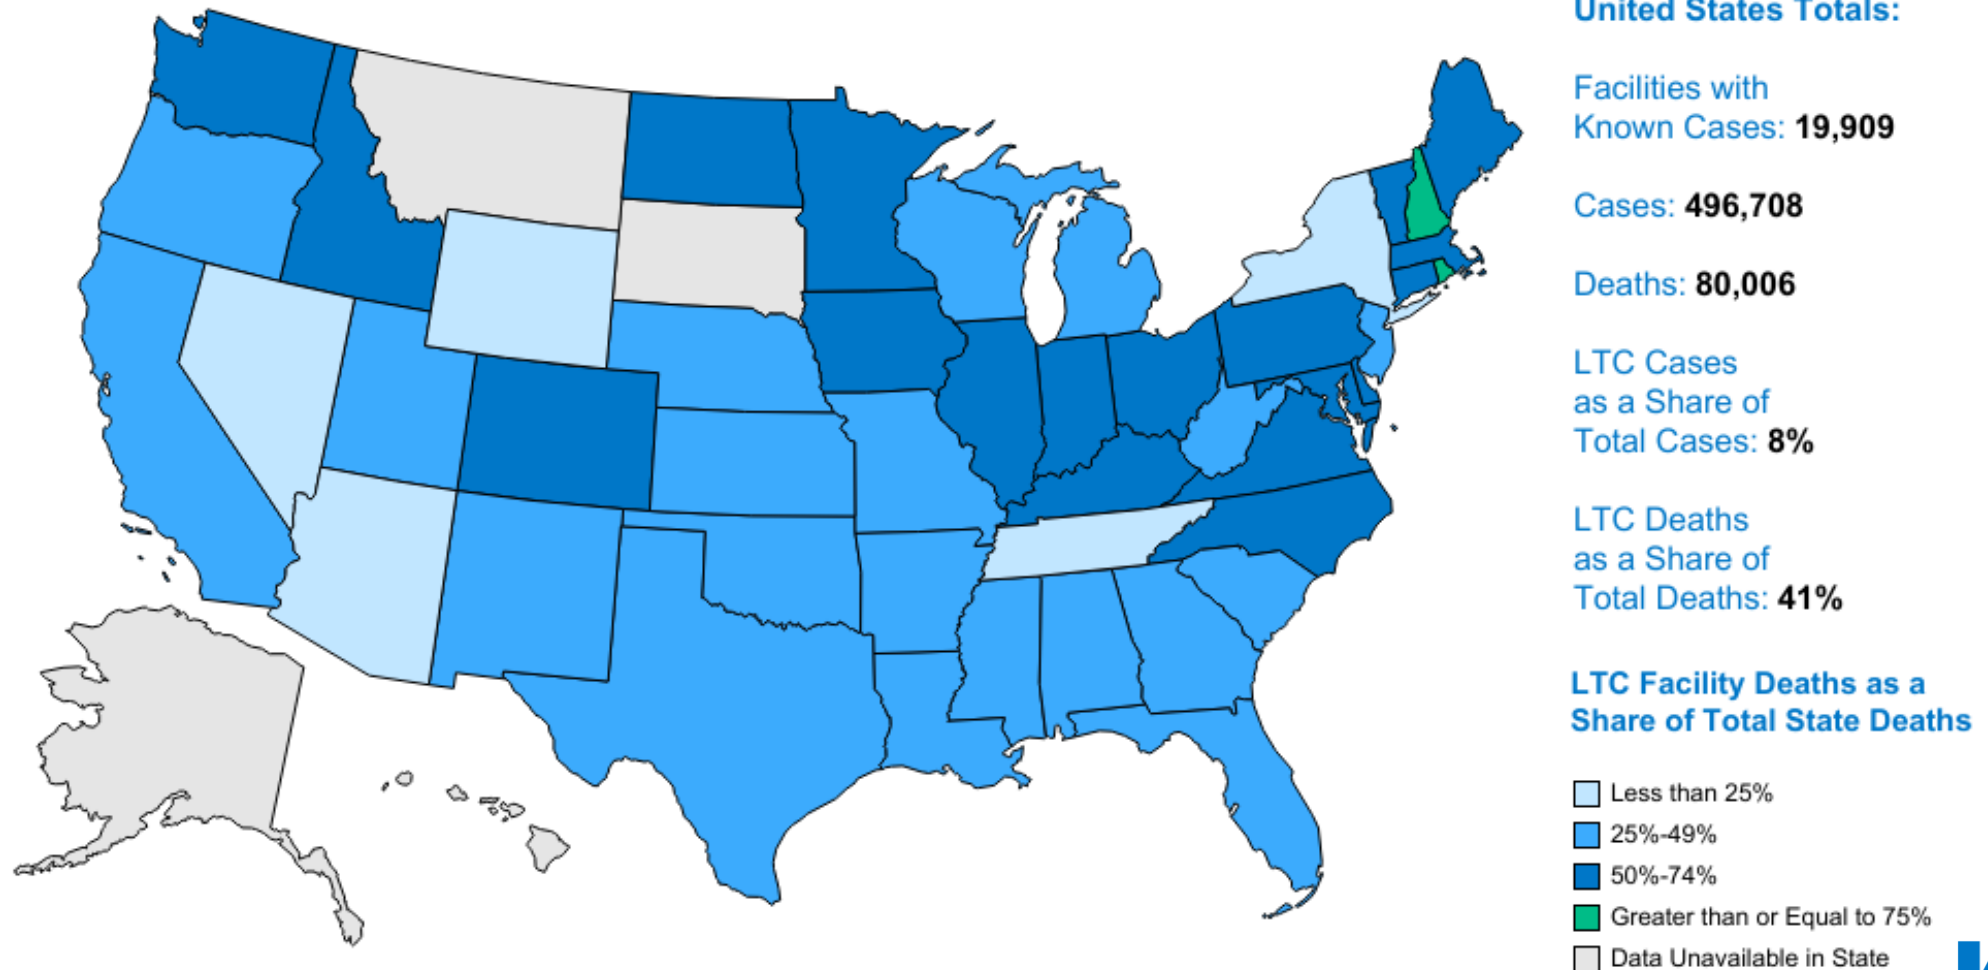 United States Totals:
Facilities with
Known Cases: 19,909
Cases: 496,708
Deaths: 80,006
LTC Cases
as a Share of
Total Cases: 8%
LTC Deaths
as a Share of
Total Deaths: 41%
LTC Facility Deaths as a
Share of Total State Deaths
Less than 25%
25%-49%
50%-74%
Greater than or Equal to 75%
Data Unavailable in State